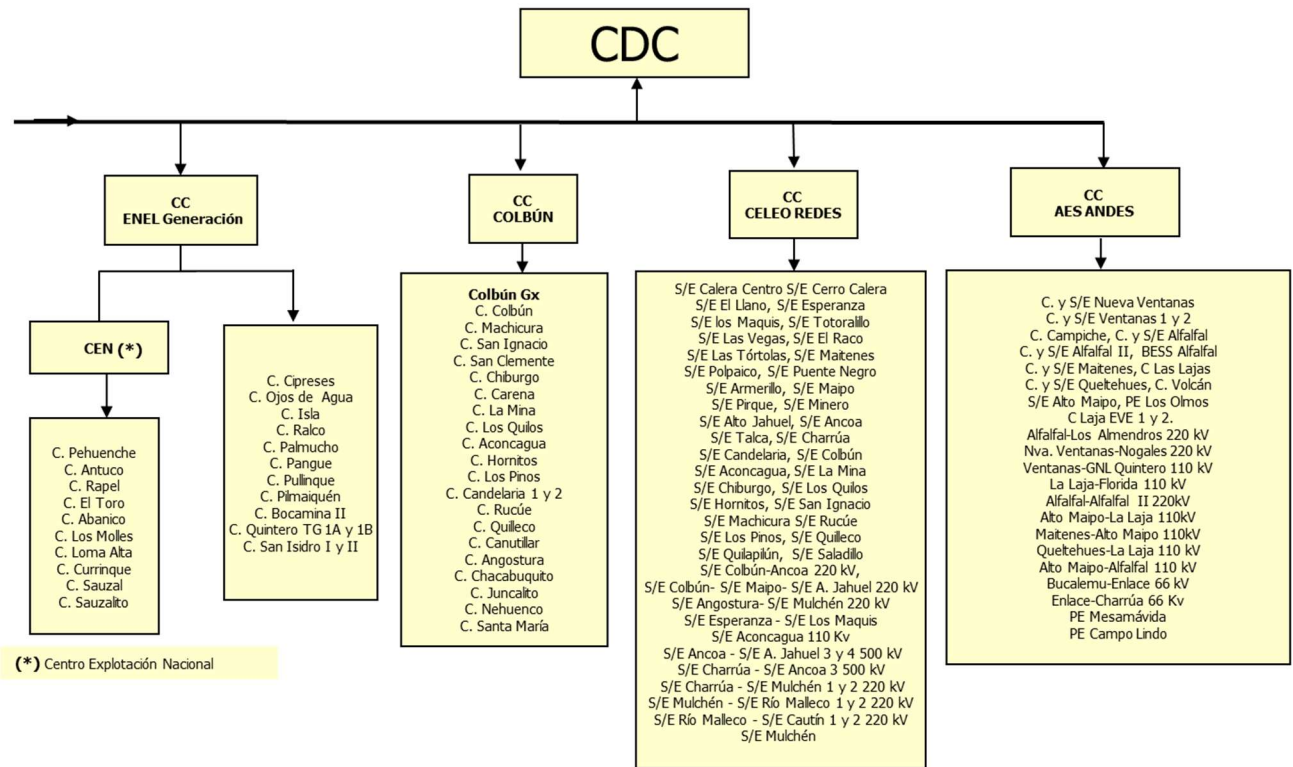 CDC
CC
ENEL Generación
CEN (*)
C. Pehuenche
C. Antuco
C. Rapel
C. El Toro
C. Abanico
C. Los Molles
C. Loma Alta
C. Currinque
C. Sauzal
C. Sauzalito
(*) Centro Explotación Nacional
C. Cipreses
C. Ojos de Agua
C. Isla
C. Ralco
C. Palmucho
C. Pangue
C. Pullinque
C. Pilmaiquén
C. Bocamina II
C. Quintero TG 1A y 1B
C. San Isidro I y II
CC
COLBÚN
Colbún Gx
C. Colbún
C. Machicura
C. San Ignacio
C. San Clemente
C. Chiburgo
C. Carena
C. La Mina
C. Los Quilos
C. Aconcagua
C. Hornitos
C. Los Pinos
C. Candelaria 1 y 2
C. Rucúe
C. Quilleco
C. Canutillar
C. Angostura
C. Chacabuquito
C. Juncalito
C. Nehuenco
C. Santa María
CC
CELEO REDES
S/E Calera Centro S/E Cerro Calera
S/E El Llano, S/E Esperanza
S/E los Maquis, S/E Totoralillo
S/E Las Vegas, S/E El Raco
S/E Las Tórtolas, S/E Maitenes
S/E Polpaico, S/E Puente Negro
S/E Armerillo, S/E Maipo
S/E Pirque, S/E Minero
S/E Alto Jahuel, S/E Ancoa
S/E Talca, S/E Charrúa
S/E Candelaria, S/E Colbún
S/E Aconcagua, S/E La Mina
S/E Chiburgo, S/E Los Quilos
S/E Hornitos, S/E San Ignacio
S/E Machicura S/E Rucúe
S/E Los Pinos, S/E Quilleco
S/E Quilapilún, S/E Saladillo
S/E Colbún-Ancoa 220 kV,
S/E Colbún- S/E Maipo- S/E A. Jahuel 220 kV
S/E Angostura- S/E Mulchén 220 kV
S/E Esperanza - S/E Los Maquis
S/E Aconcagua 110 Kv
S/E Ancoa - S/E A. Jahuel 3 y 4 500 kV
S/E Charrúa - S/E Ancoa 3 500 kV
S/E Charrúa - S/E Mulchén 1 y 2 220 kV
S/E Mulchén - S/E Río Malleco 1 y 2 220 kV
S/E Río Malleco - S/E Cautín 1 y 2 220 kV
S/E Mulchén
CC
AES ANDES
C. y S/E Nueva Ventanas
C. y S/E Ventanas 1 y 2
C. Campiche, C. y S/E Alfalfal
C. y S/E Alfalfal II, BESS Alfalfal
C. y S/E Maitenes, C Las Lajas
C. y S/E Queltehues, C. Volcán
S/E Alto Maipo, PE Los Olmos
C Laja EVE 1 y 2.
Alfalfal-Los Almendros 220 kV
Nva. Ventanas-Nogales 220 kV
Ventanas-GNL Quintero 110 kV
La Laja-Florida 110 kV
Alfalfal-Alfalfal II 220kV
Alto Maipo-La Laja 110kV
Maitenes-Alto Maipo 110kV
Queltehues-La Laja 110 kV
Alto Maipo-Alfalfal 110 kV
Bucalemu-Enlace 66 kV
Enlace-Charrúa 66 Kv
PE Mesamávida
PE Campo Lindo